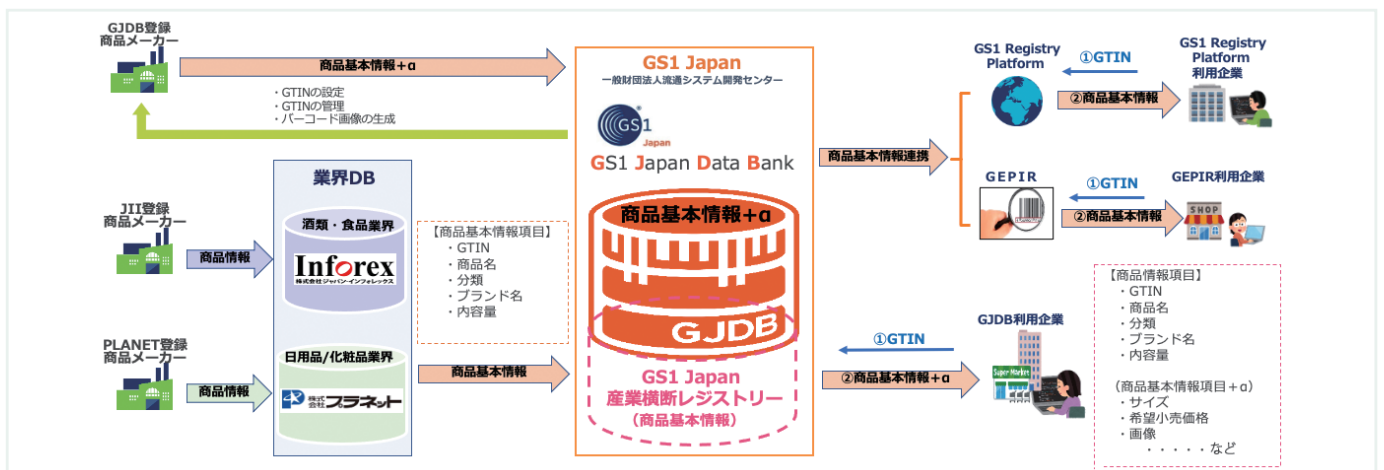 GJDB登録
商品メーカー
商品基本情報+α
・GTINの設定
・GTINの管理
・バーコード画像の生成
JII登録
商品メーカー
商品情報
PLANET登録
商品メーカー
商品情報
業界DB
酒類・食品業界
Inforex
株式会社ジャパン・インフォレックス
日用品/化粧品業界
株式会社プラネット
【商品基本情報項目】
・GTIN
・商品名
・分類
・ブランド名
・内容量
商品基本情報
GS1 Japan
一般財団法人流通システム開発センター
GS1
Japan
GS1 Japan Data Bank
商品基本情報+α
GJDB
GS1 Japan
産業横断レジストリー
（商品基本情報）
商品基本情報連携
GS1 Registry
Platform
①GTIN
②商品基本情報
GS1 Registry
Platform
利用企業
GEPIR
①GTIN
②商品基本情報
GEPIR利用企業
SHOP
①GTIN
②商品基本情報+α
GJDB利用企業
Super Market
【商品情報項目】
・GTIN
・商品名
・分類
・ブランド名
・内容量
（商品基本情報項目+α）
・サイズ
・希望小売価格
・画像
・・・・・など